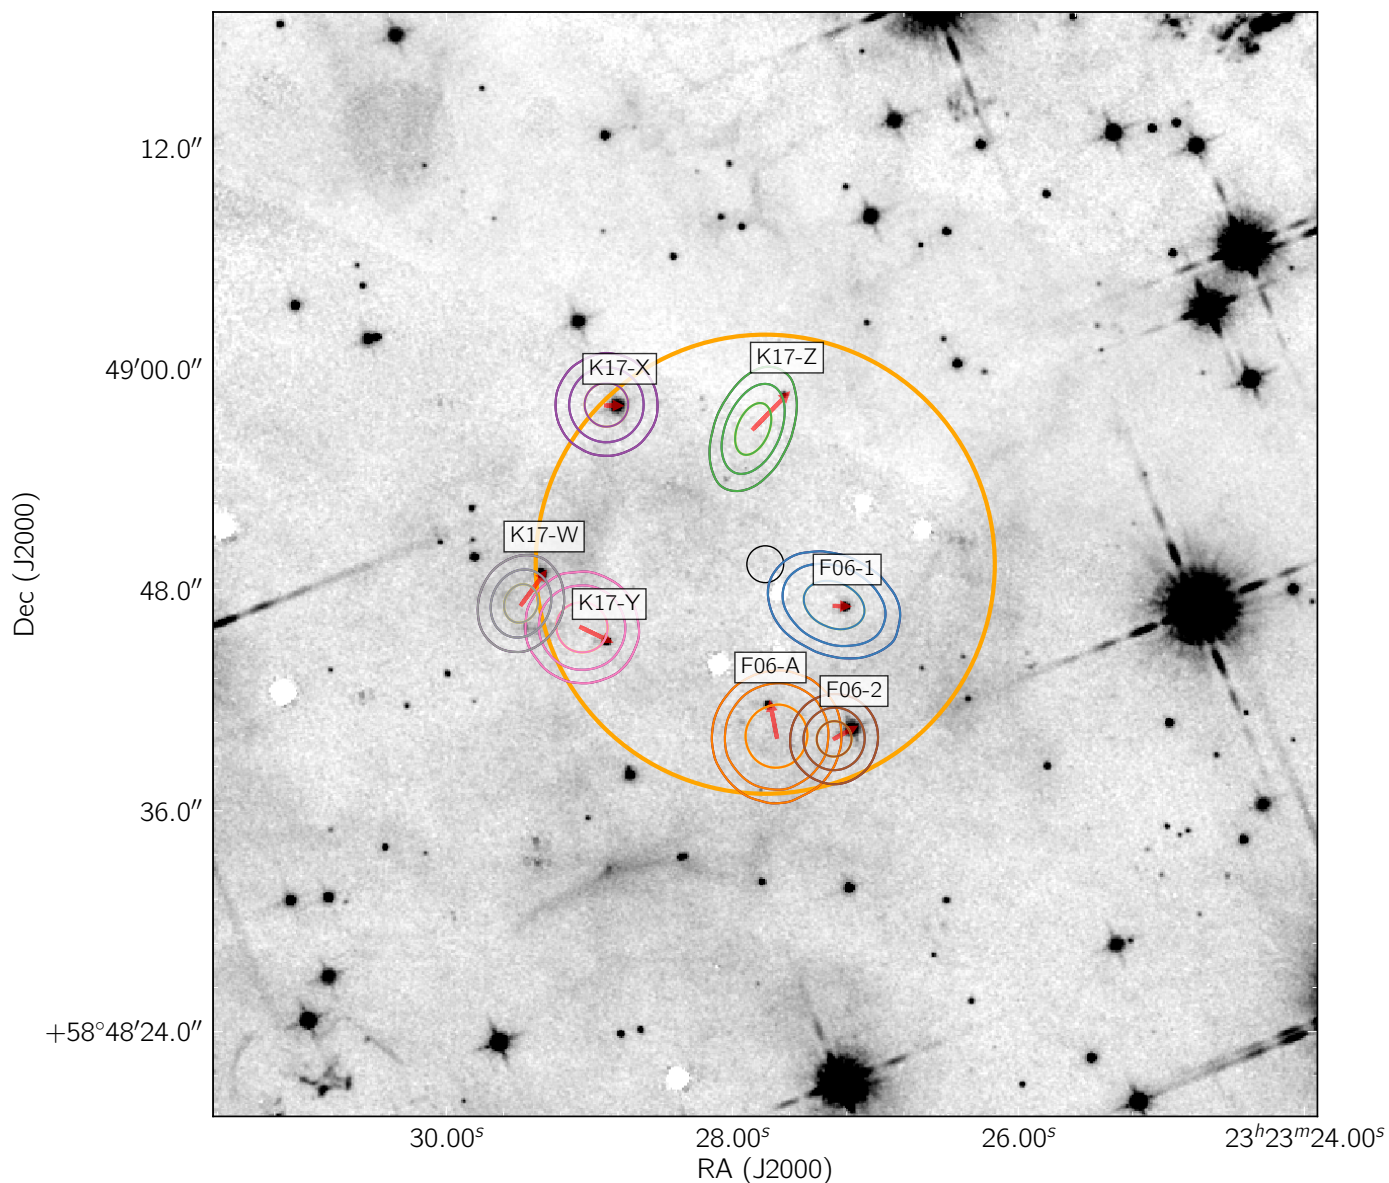 12.0″
49′00.0″
48.0″
36.0″
+58°48′24.0″
Dec (J2000)
K17-X
K17-Z
K17-W
K17-Y
F06-1
F06-A
F06-2
30.00ˢ
28.00ˢ
26.00ˢ
23ʰ23ᵐ24.00ˢ
RA (J2000)